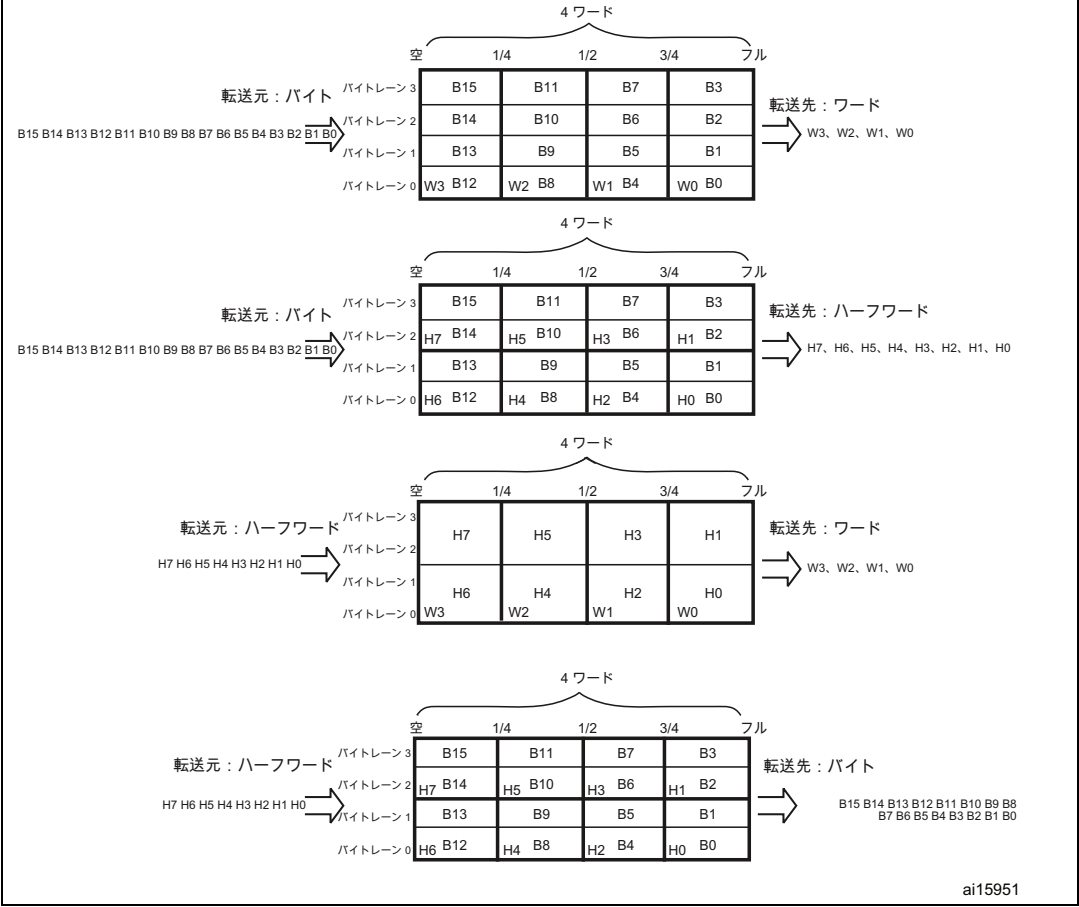 4 ワード
空 1/4 1/2 3/4 フル
転送元：バイト
B15 B14 B13 B12 B11 B10 B9 B8 B7 B6 B5 B4 B3 B2 B1 B0
バイトレーン 3 B15 B11 B7 B3
バイトレーン 2 B14 B10 B6 B2
バイトレーン 1 B13 B9 B5 B1
バイトレーン 0 W3 B12 W2 B8 W1 B4 W0 B0
転送先：ワード
W3、W2、W1、W0
4 ワード
空 1/4 1/2 3/4 フル
転送元：バイト
B15 B14 B13 B12 B11 B10 B9 B8 B7 B6 B5 B4 B3 B2 B1 B0
バイトレーン 3 B15 B11 B7 B3
バイトレーン 2 H7 B14 H5 B10 H3 B6 H1 B2
バイトレーン 1 B13 B9 B5 B1
バイトレーン 0 H6 B12 H4 B8 H2 B4 H0 B0
転送先：ハーフワード
H7、H6、H5、H4、H3、H2、H1、H0
4 ワード
空 1/4 1/2 3/4 フル
転送元：ハーフワード
H7 H6 H5 H4 H3 H2 H1 H0
バイトレーン 3
H7 H5 H3 H1
バイトレーン 2
バイトレーン 1
H6 H4 H2 H0
バイトレーン 0 W3 W2 W1 W0
転送先：ワード
W3、W2、W1、W0
4 ワード
空 1/4 1/2 3/4 フル
転送元：ハーフワード
H7 H6 H5 H4 H3 H2 H1 H0
バイトレーン 3 B15 B11 B7 B3
バイトレーン 2 H7 B14 H5 B10 H3 B6 H1 B2
バイトレーン 1 B13 B9 B5 B1
バイトレーン 0 H6 B12 H4 B8 H2 B4 H0 B0
転送先：バイト
B15 B14 B13 B12 B11 B10 B9 B8
B7 B6 B5 B4 B3 B2 B1 B0
ai15951